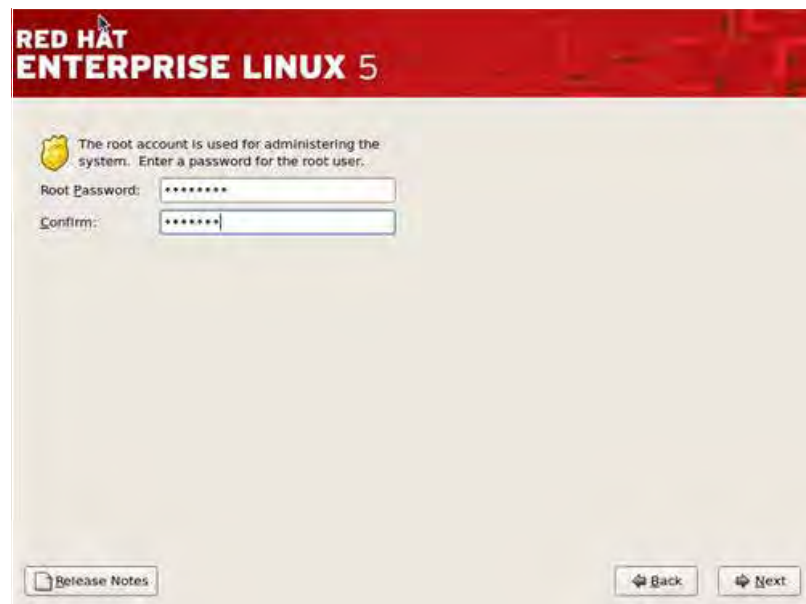 RED HAT
ENTERPRISE LINUX 5
The root account is used for administering the
system. Enter a password for the root user.
Root Password: ••••••••
Confirm: •••••••
Release Notes
Back
Next